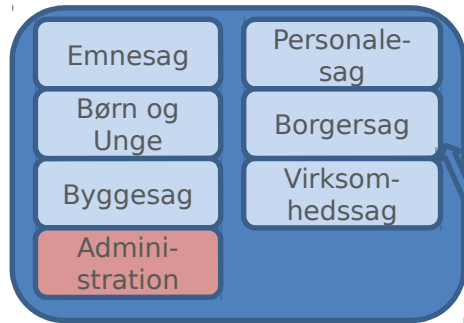 Emnesag
Børn og
Unge
Byggesag
Admini-
stration
Personale-
sag
Borgersag
Virksom-
hedssag